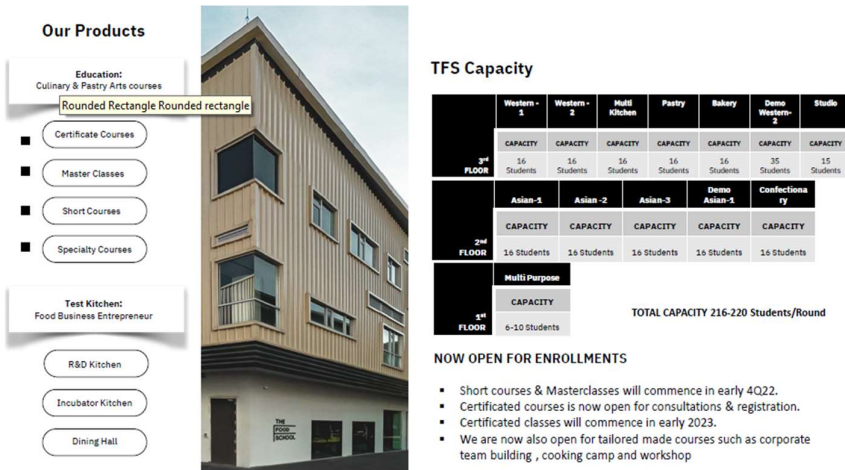 Our Products
Education:
Culinary & Pastry Arts courses
Rounded Rectangle Rounded rectangle
Certificate Courses
Master Classes
Short Courses
Specialty Courses
Test Kitchen:
Food Business Entrepreneur
R&D Kitchen
Incubator Kitchen
Dining Hall
THE
FOOD
SCHOOL
TFS Capacity
Western - 1 Western - 2 Multi Kitchen Pastry Bakery Demo Western- 2 Studio
CAPACITY CAPACITY CAPACITY CAPACITY CAPACITY CAPACITY CAPACITY
3rd FLOOR 16 Students 16 Students 16 Students 16 Students 16 Students 35 Students 15 Students
Asian-1 Asian -2 Asian-3 Demo Asian-1 Confectiona ry
CAPACITY CAPACITY CAPACITY CAPACITY CAPACITY
2nd FLOOR 16 Students 16 Students 16 Students 16 Students 16 Students
Multi Purpose
CAPACITY
1st FLOOR 6-10 Students
TOTAL CAPACITY 216-220 Students/Round
NOW OPEN FOR ENROLLMENTS
▪ Short courses & Masterclasses will commence in early 4Q22.
▪ Certificated courses is now open for consultations & registration.
▪ Certificated classes will commence in early 2023.
▪ We are now also open for tailored made courses such as corporate
team building , cooking camp and workshop